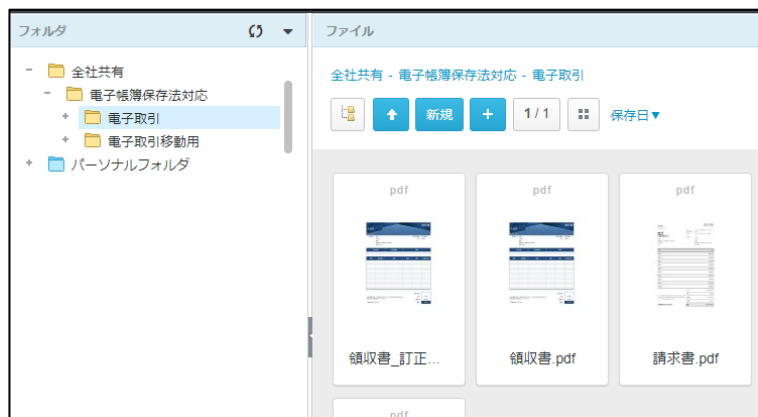 フォルダ
全社共有
電子帳簿保存法対応
電子取引
電子取引移動用
パーソナルフォルダ
ファイル
全社共有 - 電子帳簿保存法対応 - 電子取引
新規
1 / 1
保存日▼
pdf
pdf
pdf
領収書_訂正...
領収書.pdf
請求書.pdf
pdf